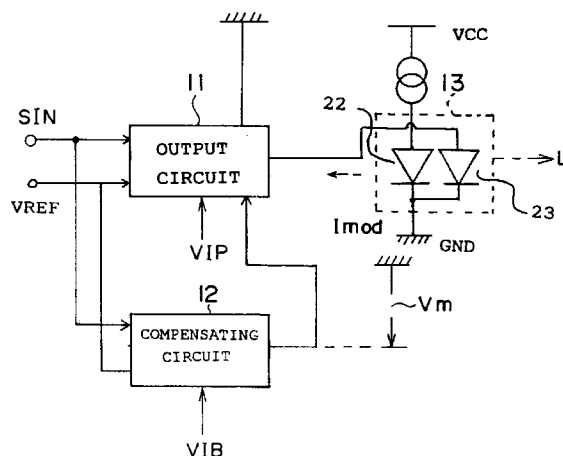 VCC
13
11
22
SIN
OUTPUT
CIRCUIT
L
VREF
23
Imod
GND
VIP
12
Vm
COMPENSATING
CIRCUIT
VIB